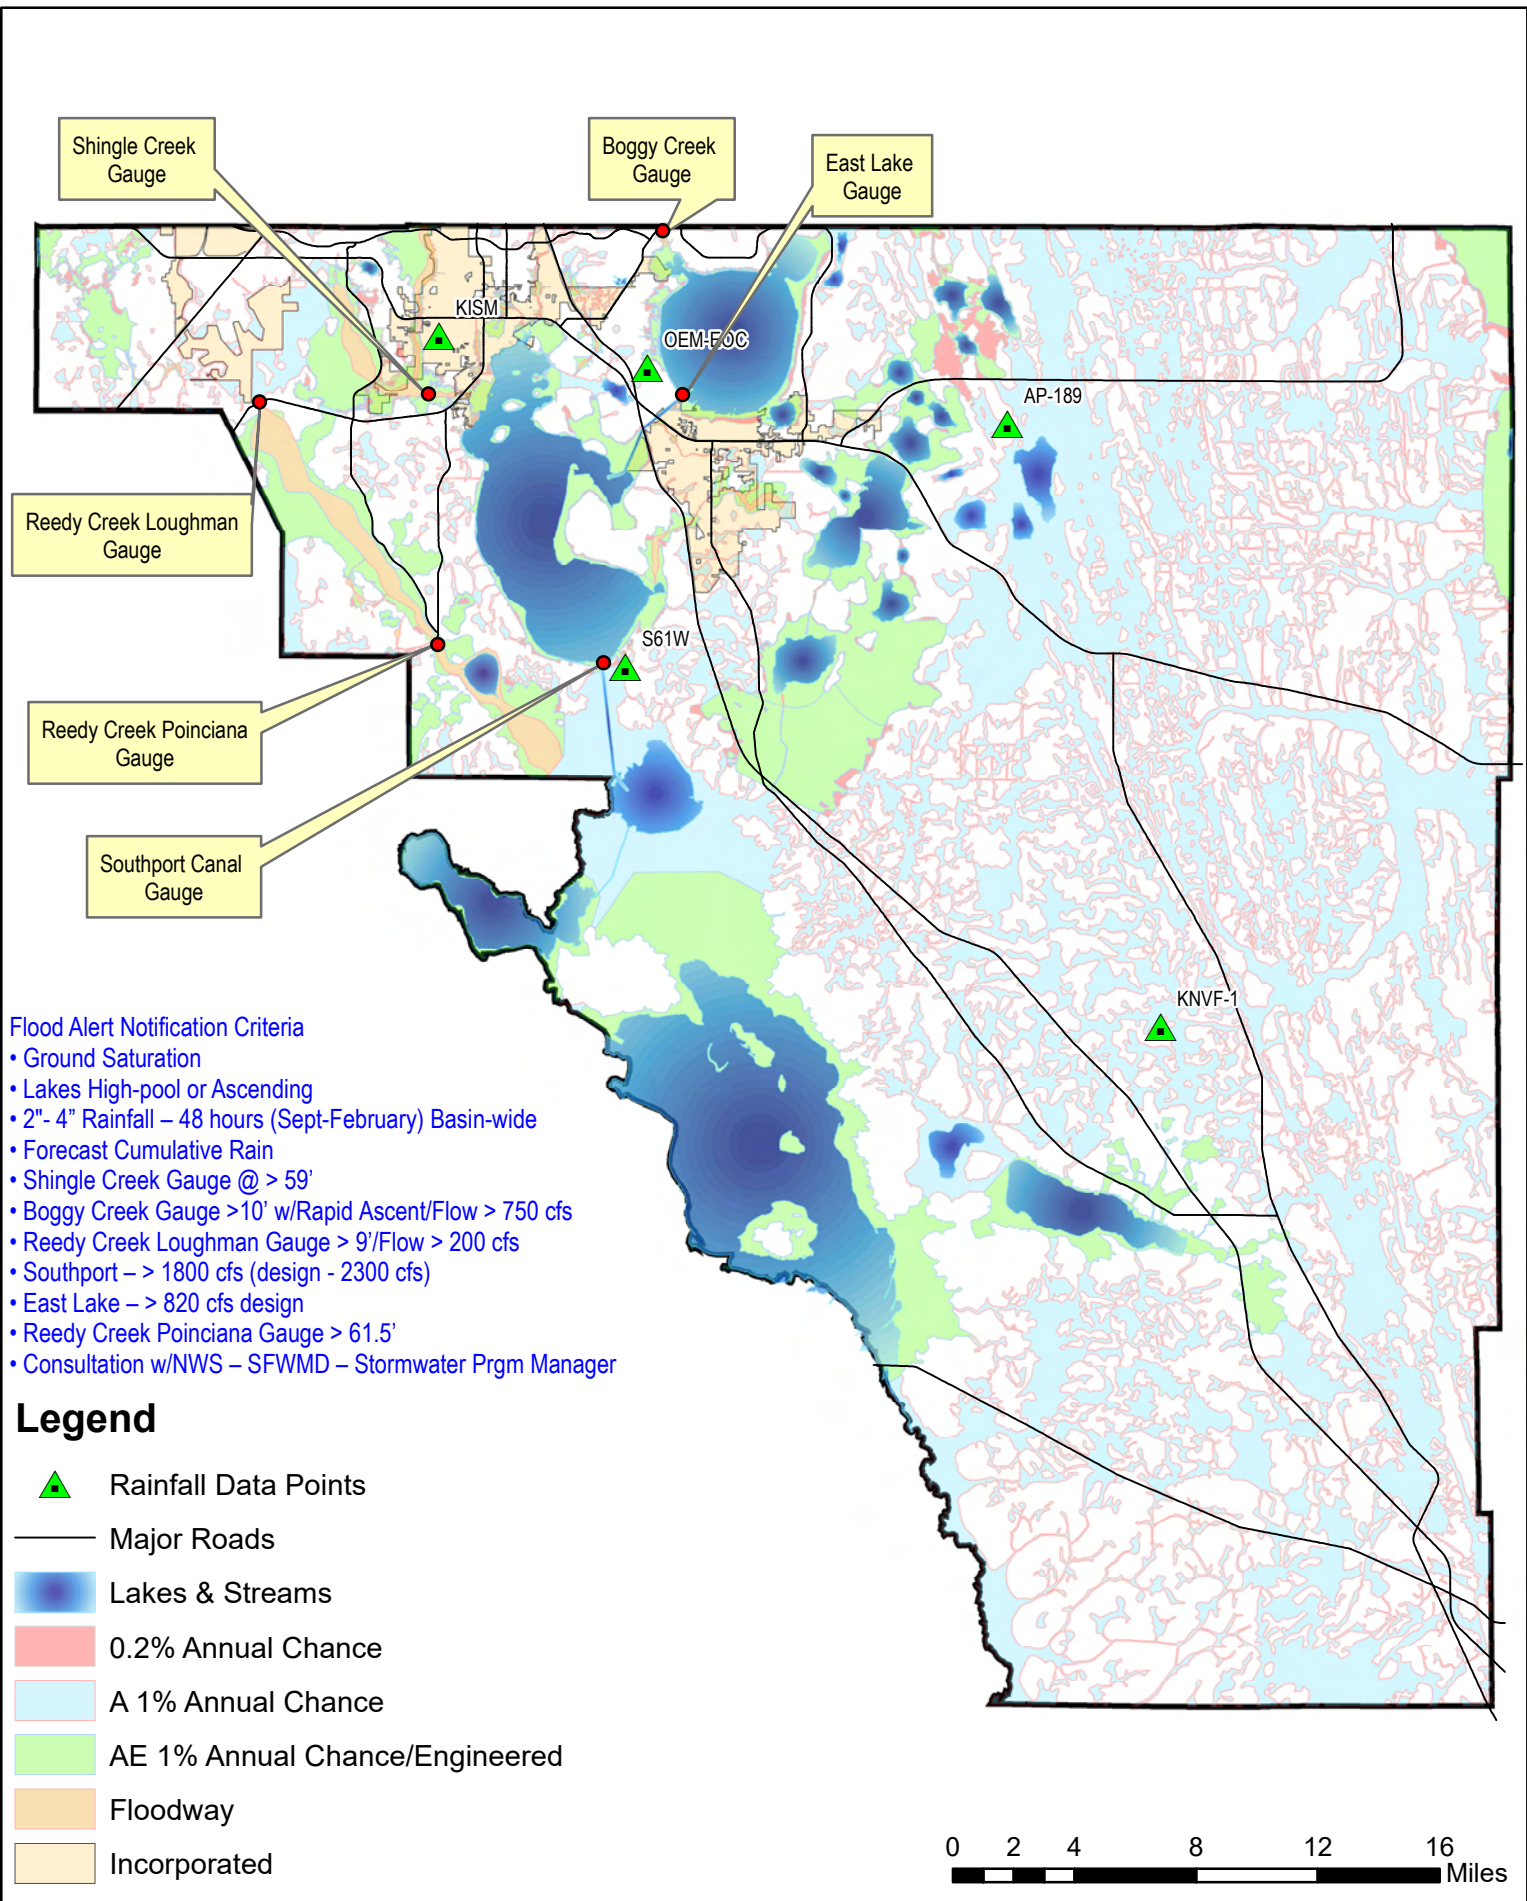 Shingle Creek
Gauge
Boggy Creek
Gauge
East Lake
Gauge
KISM
OEM-EOC
AP-189
Reedy Creek Loughman
Gauge
S61W
Reedy Creek Poinciana
Gauge
Southport Canal
Gauge
KNVF-1
Flood Alert Notification Criteria
• Ground Saturation
• Lakes High-pool or Ascending
• 2"- 4” Rainfall – 48 hours (Sept-February) Basin-wide
• Forecast Cumulative Rain
• Shingle Creek Gauge @ > 59’
• Boggy Creek Gauge >10’ w/Rapid Ascent/Flow > 750 cfs
• Reedy Creek Loughman Gauge > 9’/Flow > 200 cfs
• Southport – > 1800 cfs (design - 2300 cfs)
• East Lake – > 820 cfs design
• Reedy Creek Poinciana Gauge > 61.5’
• Consultation w/NWS – SFWMD – Stormwater Prgm Manager
Legend
Rainfall Data Points
Major Roads
Lakes & Streams
0.2% Annual Chance
A 1% Annual Chance
AE 1% Annual Chance/Engineered
Floodway
Incorporated
0 2 4 8 12 16
Miles